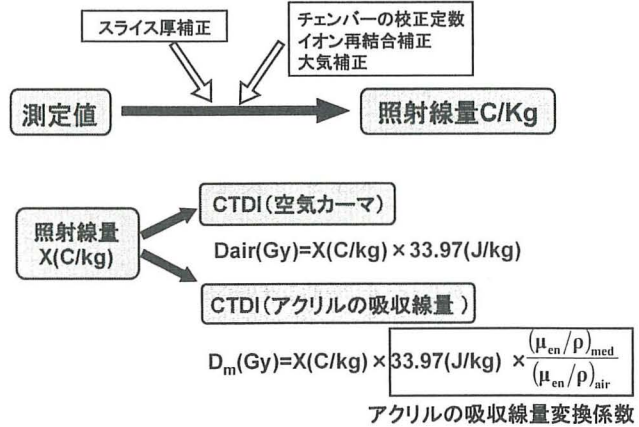 スライス厚補正
チェンバーの校正定数
イオン再結合補正
大気補正
測定値
照射線量C/Kg
照射線量
X(C/kg)
CTDI(空気カーマ)
Dair(Gy)=X(C/kg)×33.97(J/kg)
CTDI(アクリルの吸収線量 )
Dm(Gy)=X(C/kg)×33.97(J/kg) ×(μen/ρ)med/(μen/ρ)air
アクリルの吸収線量変換係数